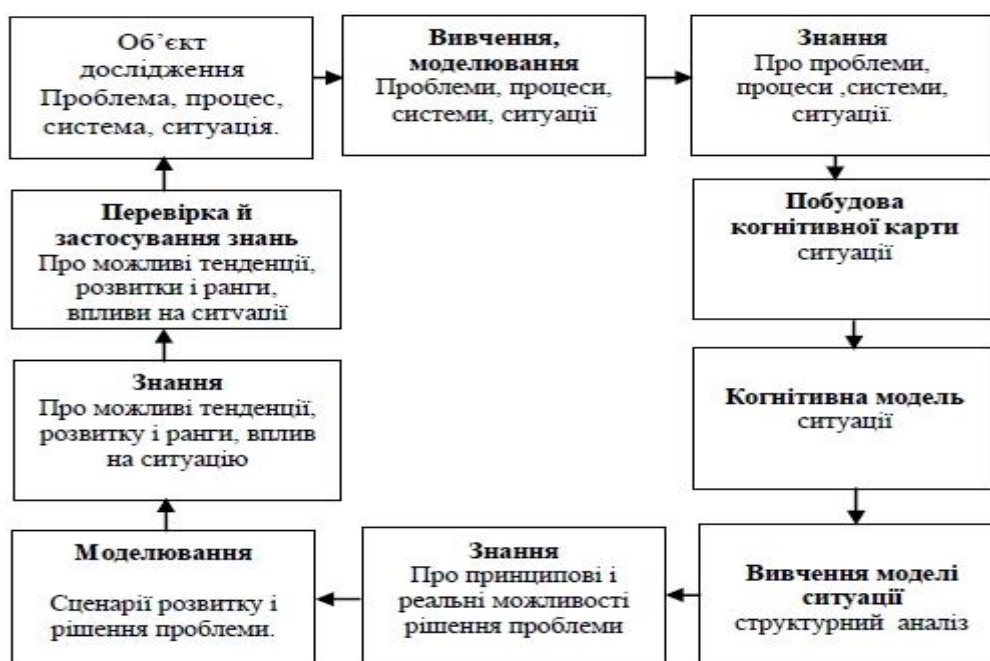 Об’єкт
дослідження
Проблема, процес,
система, ситуація.
Вивчення,
моделювання
Проблеми, процеси,
системи, ситуації
Знання
Про проблеми,
процеси ,системи,
ситуації.
Побудова
когнітивної карти
ситуації
Когнітивна модель
ситуації
Вивчення моделі
ситуації
структурний аналіз
Знання
Про принципові і
реальні можливості
рішення проблеми
Моделювання
Сценарії розвитку і
рішення проблеми.
Знання
Про можливі тенденції,
розвитку і ранги, вплив
на ситуацію
Перевірка й
застосування знань
Про можливі тенденції,
розвитки і ранги,
впливи на ситуації